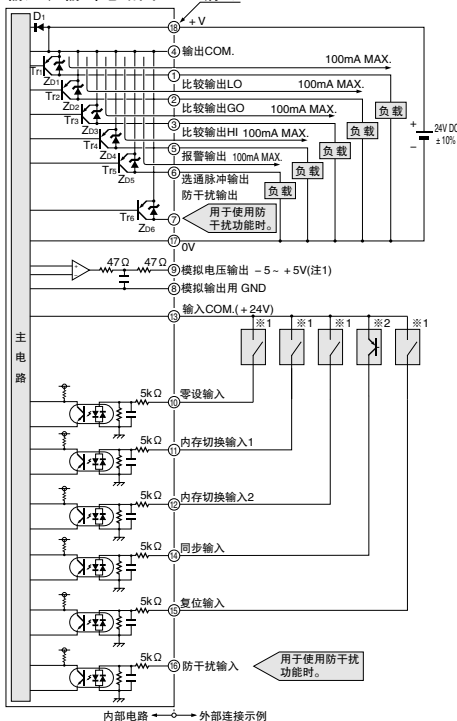 D1
⑱ +V
④ 输出COM.
100mA MAX.
Tr1
ZD1
①
比较输出LO
100mA MAX.
Tr2
ZD2
②
负载
比较输出GO
100mA MAX.
Tr3
ZD3
③
负载
+
24V DC
±10%
−
比较输出HI
100mA MAX.
Tr4
ZD4
⑤
负载
报警输出
100mA MAX.
Tr5
ZD5
⑥
负载
选通脉冲输出
防干扰输出
负载
Tr6
ZD6
⑦
用于使用防
干扰功能时。
⑰
0V
47Ω
47Ω
⑨ 模拟电压输出 −5~+5V(注1)
⑧ 模拟输出用 GND
⑬ 输入COM.(+24V)
※1
※1
※1
※2
※1
主
电
路
5kΩ
⑩
零设输入
5kΩ
⑪
内存切换输入1
5kΩ
⑫
内存切换输入2
5kΩ
⑭
同步输入
5kΩ
⑮
复位输入
5kΩ
⑯ 防干扰输入
用于使用防干扰
功能时。
内部电路
外部连接示例